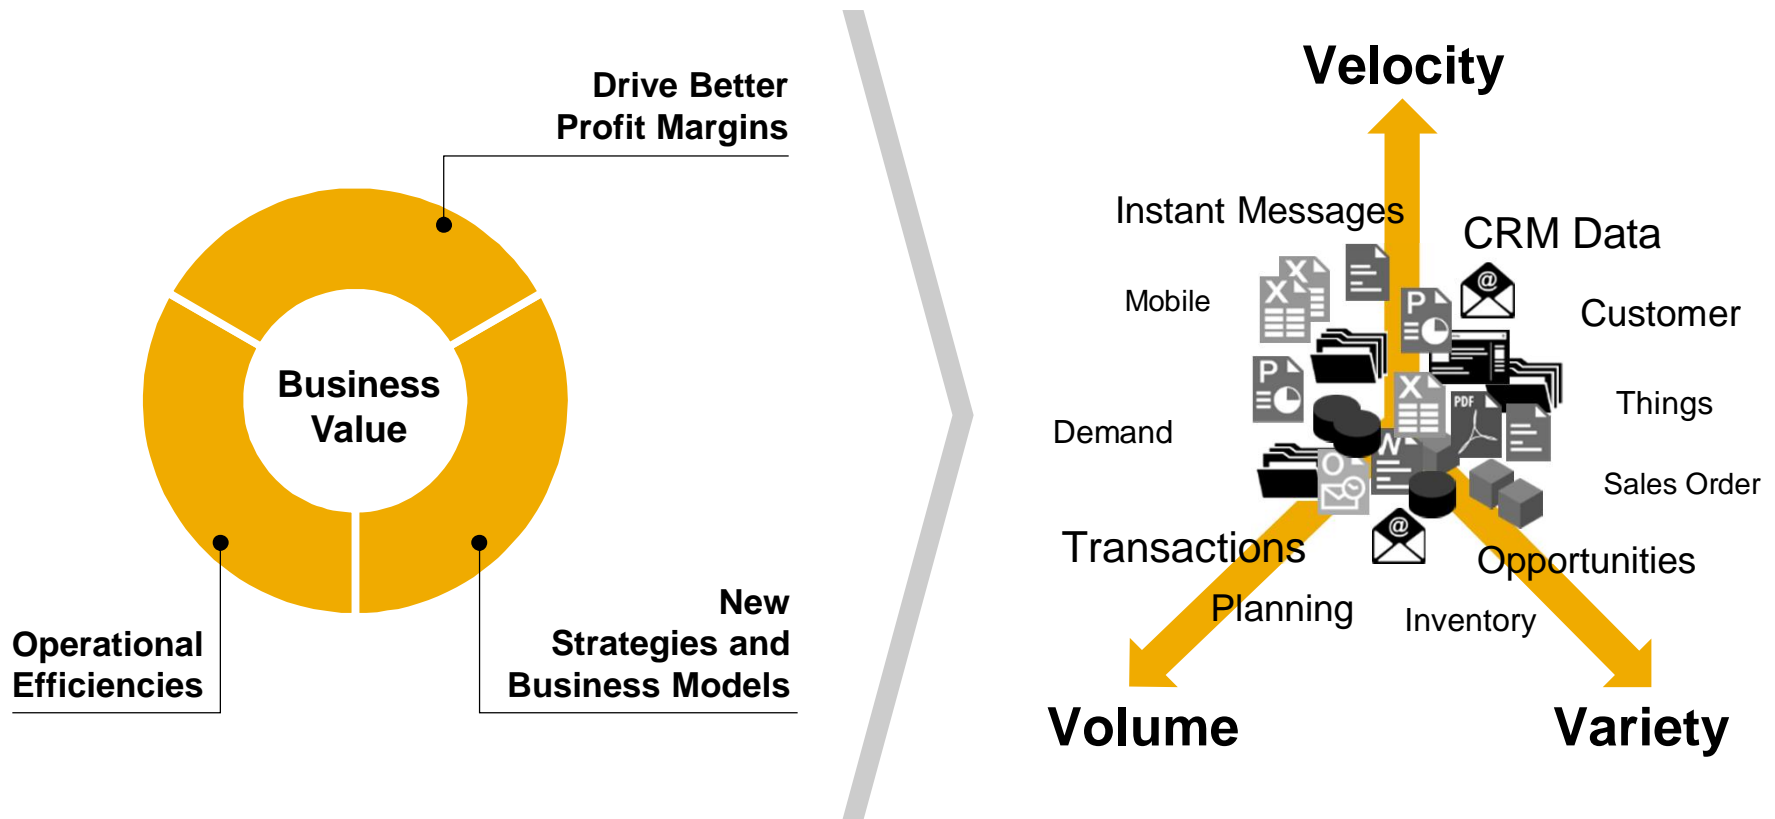 Drive Better
Profit Margins
Business
Value
Operational
Efficiencies
New
Strategies and
Business Models
Velocity
Instant Messages
CRM Data
Mobile
Customer
Things
Demand
Sales Order
Transactions
Opportunities
Planning
Inventory
Volume
Variety
X
X
P
@
P
X
PDF
W
O
@